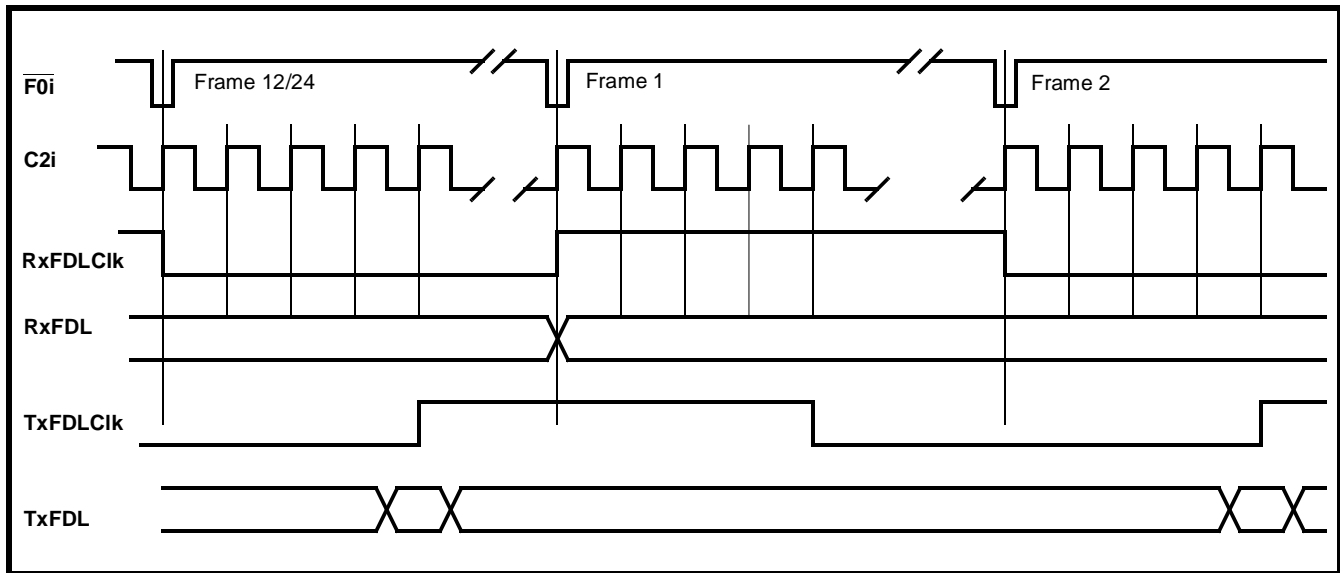 F0i
Frame 12/24
Frame 1
Frame 2
C2i
RxFDLClk
RxFDL
TxFDLClk
TxFDL